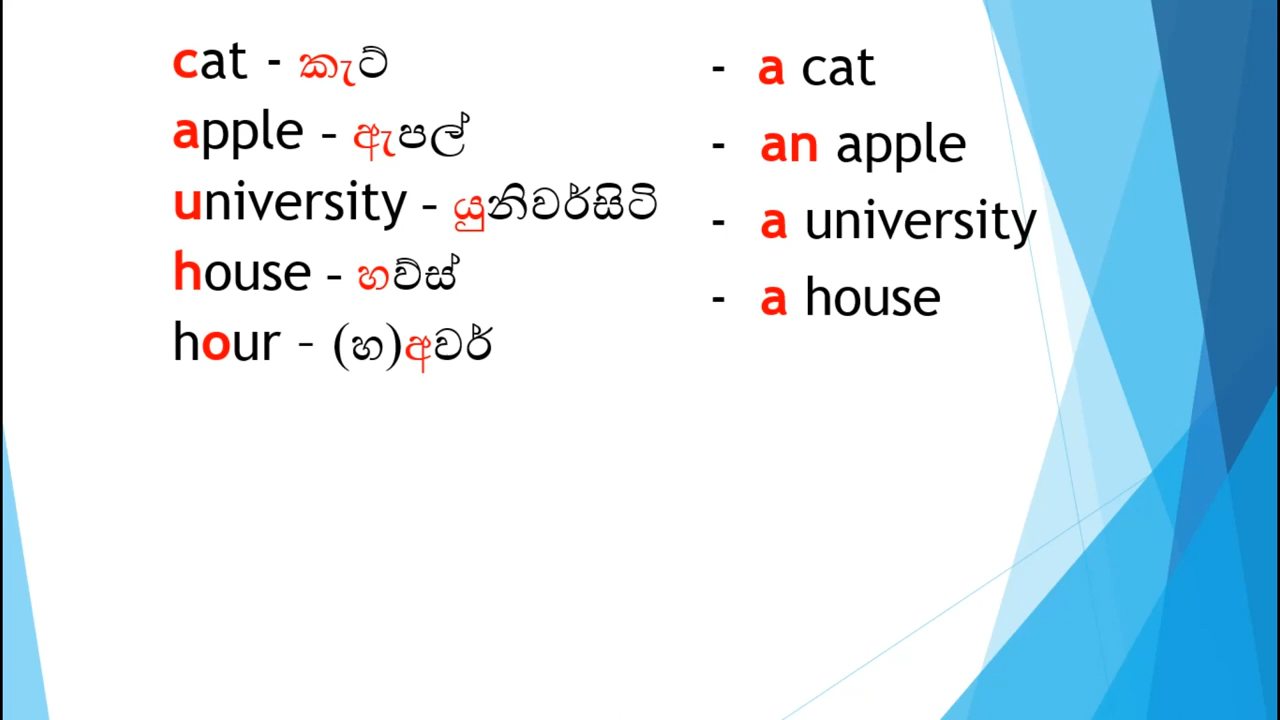 cat - කැට් - a cat
apple - ඇපල් - an apple
university - යුනිවර්සිටි - a university
house - හව්ස් - a house
hour - (හ)අවර්